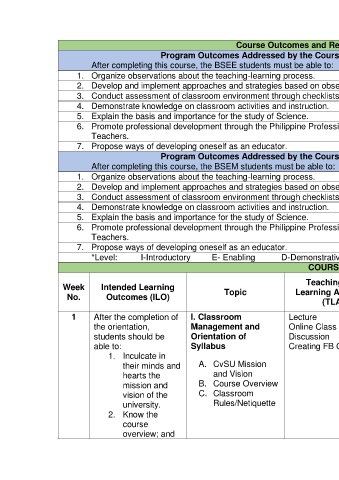 Course Outcomes and Re
Program Outcomes Addressed by the Cours
After completing this course, the BSEE students must be able to:
1. Organize observations about the teaching-learning process.
2. Develop and implement approaches and strategies based on obse
3. Conduct assessment of classroom environment through checklists
4. Demonstrate knowledge on classroom activities and instruction.
5. Explain the basis and importance for the study of Science.
6. Promote professional development through the Philippine Professi
Teachers.
7. Propose ways of developing oneself as an educator.
Program Outcomes Addressed by the Cours
After completing this course, the BSEM students must be able to:
1. Organize observations about the teaching-learning process.
2. Develop and implement approaches and strategies based on obse
3. Conduct assessment of classroom environment through checklists
4. Demonstrate knowledge on classroom activities and instruction.
5. Explain the basis and importance for the study of Science.
6. Promote professional development through the Philippine Professi
Teachers.
7. Propose ways of developing oneself as an educator.
*Level: I-Introductory E- Enabling D-Demonstrativ
COURS
Week
No.
Intended Learned
Outcomes (ILO)
Topic
Teaching
Learning A
(TLA
1
After the completion of
the orientation,
students should be
able to:
1. Inculcate in
their minds and
hearts the
mission and
vision of the
university.
2. Know the
course
overview; and
I. Classroom
Management and
Orientation of
Syllabus
A. CvSU Mission
and Vision
B. Course Overview
C. Classroom
Rules/Netiquette
Lecture
Online Class
Discussion
Creating FB G